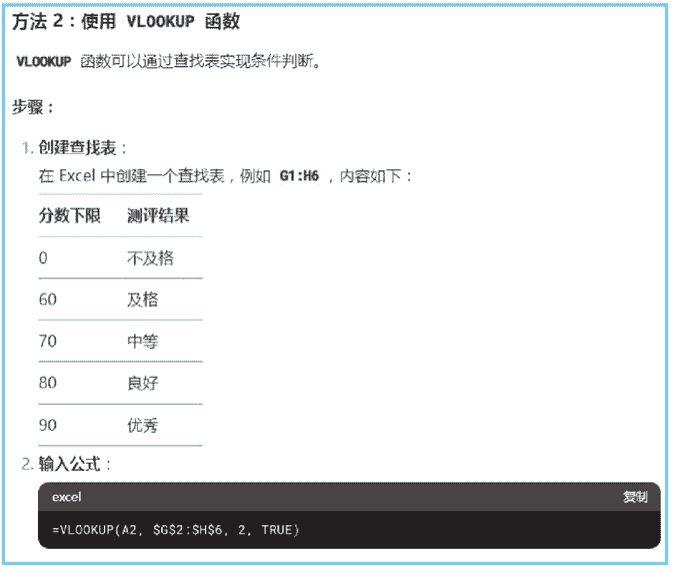 方法 2：使用 VLOOKUP 函数
VLOOKUP 函数可以通过查找表实现条件判断。
步骤：
1. 创建查找表：
在 Excel 中创建一个查找表，例如 G1:H6 ，内容如下：
分数下限 测评结果
0 不及格
60 及格
70 中等
80 良好
90 优秀
2. 输入公式：
excel 复制
=VLOOKUP(A2, $G$2:$H$6, 2, TRUE)